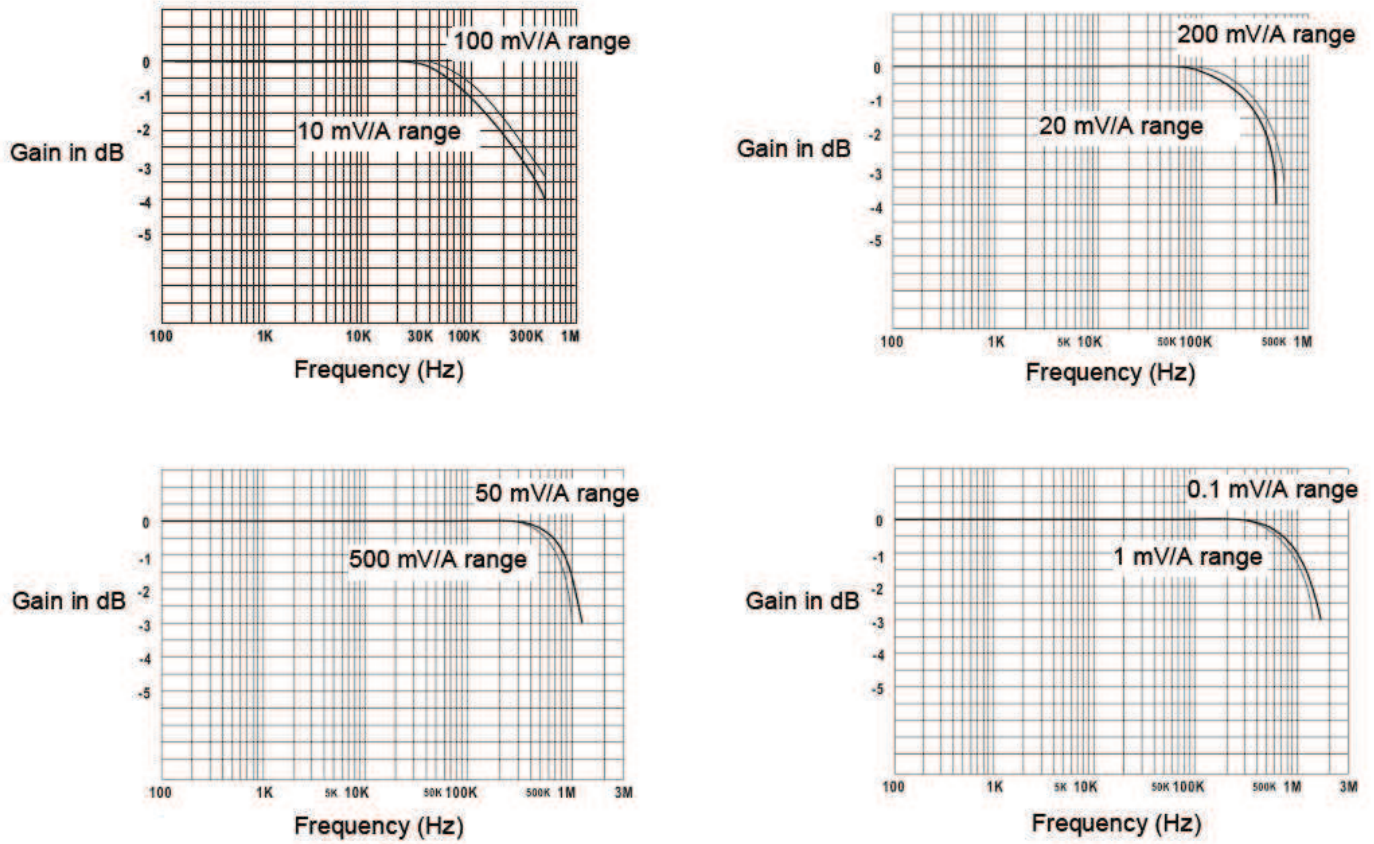 100 mV/A range
0
-1
10 mV/A range
-2
Gain in dB
-3
-4
-5
100 1K 10K 30K 100K 300K 1M
Frequency (Hz)
200 mV/A range
0
-1
20 mV/A range
-2
Gain in dB
-3
-4
-5
100 1K 5K 10K 50K 100K 500K 1M
Frequency (Hz)
50 mV/A range
0
500 mV/A range
-1
-2
Gain in dB
-3
-4
-5
100 1K 5K 10K 50K 100K 500K 1M 3M
Frequency (Hz)
0.1 mV/A range
0
1 mV/A range
-1
-2
Gain in dB
-3
-4
-5
100 1K 5K 10K 50K 100K 500K 1M 3M
Frequency (Hz)